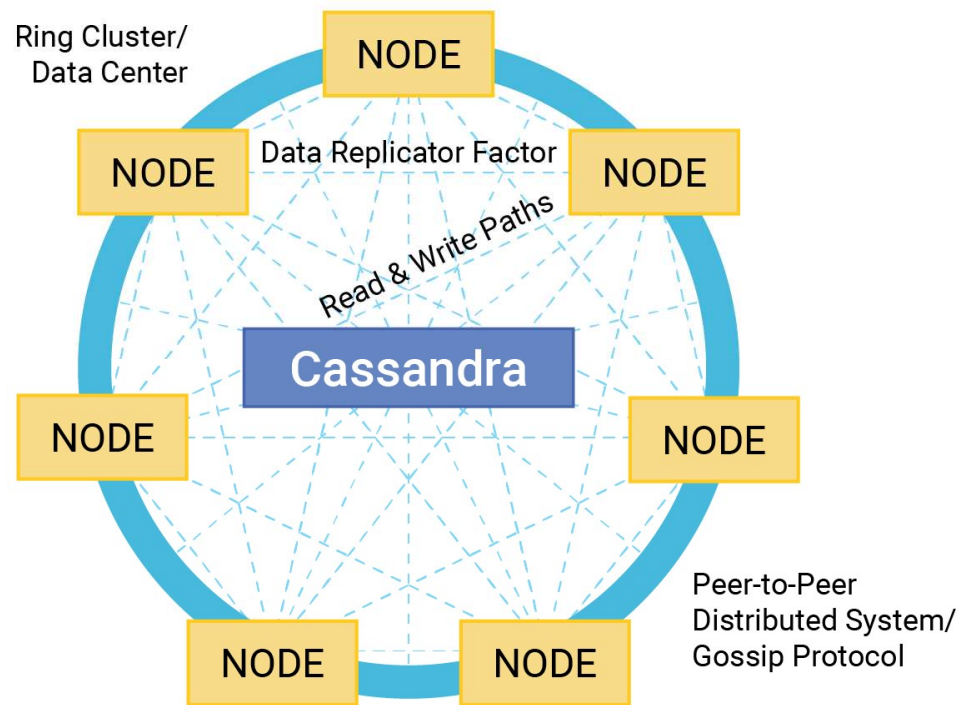 Ring Cluster/
Data Center
NODE
NODE
Data Replicator Factor
NODE
Read & Write Paths
Cassandra
NODE
NODE
Peer-to-Peer
Distributed System/
Gossip Protocol
NODE
NODE